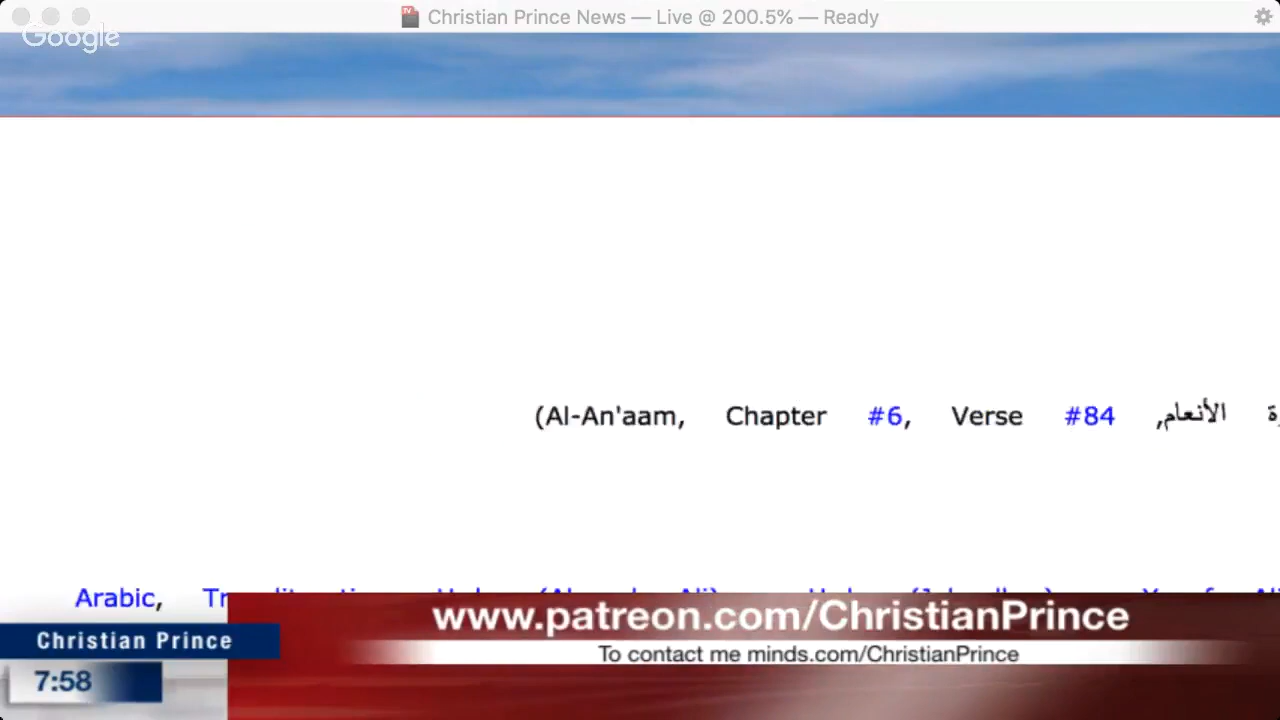 Christian Prince News — Live @ 200.5% — Ready
Google
(Al-An'aam, Chapter #6, Verse #84 الأنعام,
Arabic,
www.patreon.com/ChristianPrince
Christian Prince
To contact me minds.com/ChristianPrince
7:58